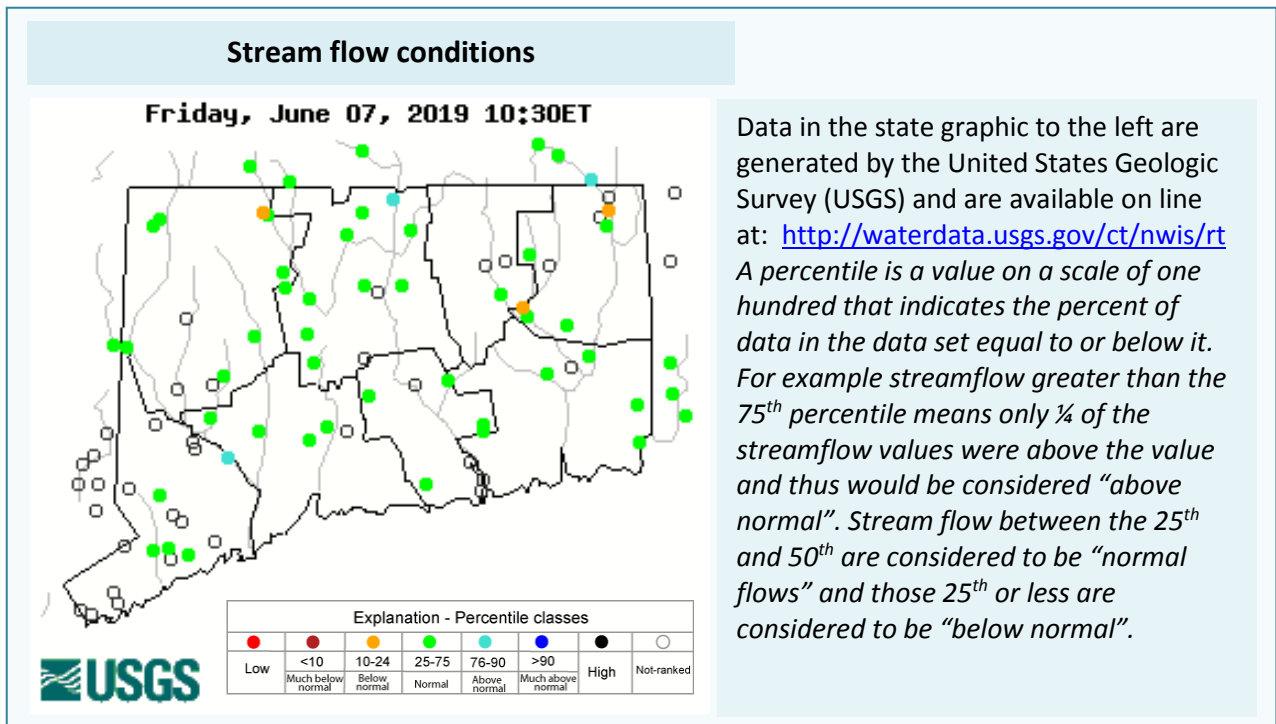 Stream flow conditions
Friday, June 07, 2019 10:30ET
Explanation - Percentile classes
Low <10 10-24 25-75 76-90 >90 High Not-ranked
Much below normal Below normal Normal Above normal Much above normal
USGS
Data in the state graphic to the left are
generated by the United States Geologic
Survey (USGS) and are available on line
at: http://waterdata.usgs.gov/ct/nwis/rt
A percentile is a value on a scale of one
hundred that indicates the percent of
data in the data set equal to or below it.
For example streamflow greater than the
75th percentile means only ¼ of the
streamflow values were above the value
and thus would be considered “above
normal”. Stream flow between the 25th
and 50th are considered to be “normal
flows” and those 25th or less are
considered to be “below normal”.